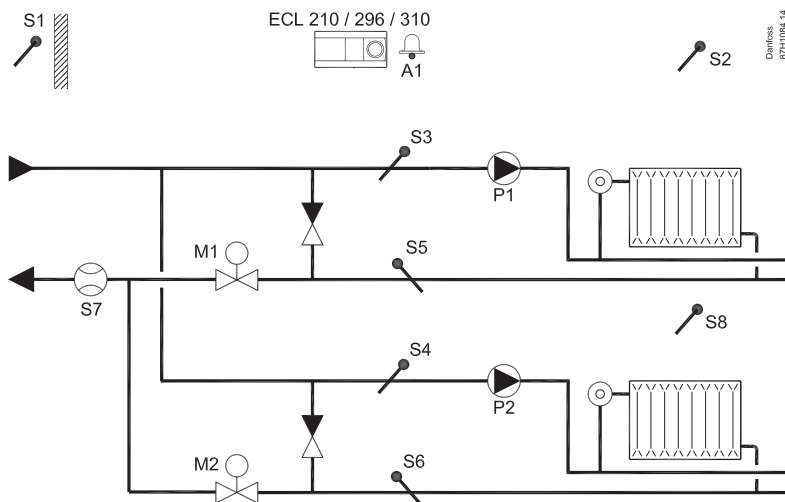 S1
ECL 210 / 296 / 310
A1
S2
Danfoss
87H1084.14
S3
P1
M1
S5
S7
S8
S4
P2
M2
S6